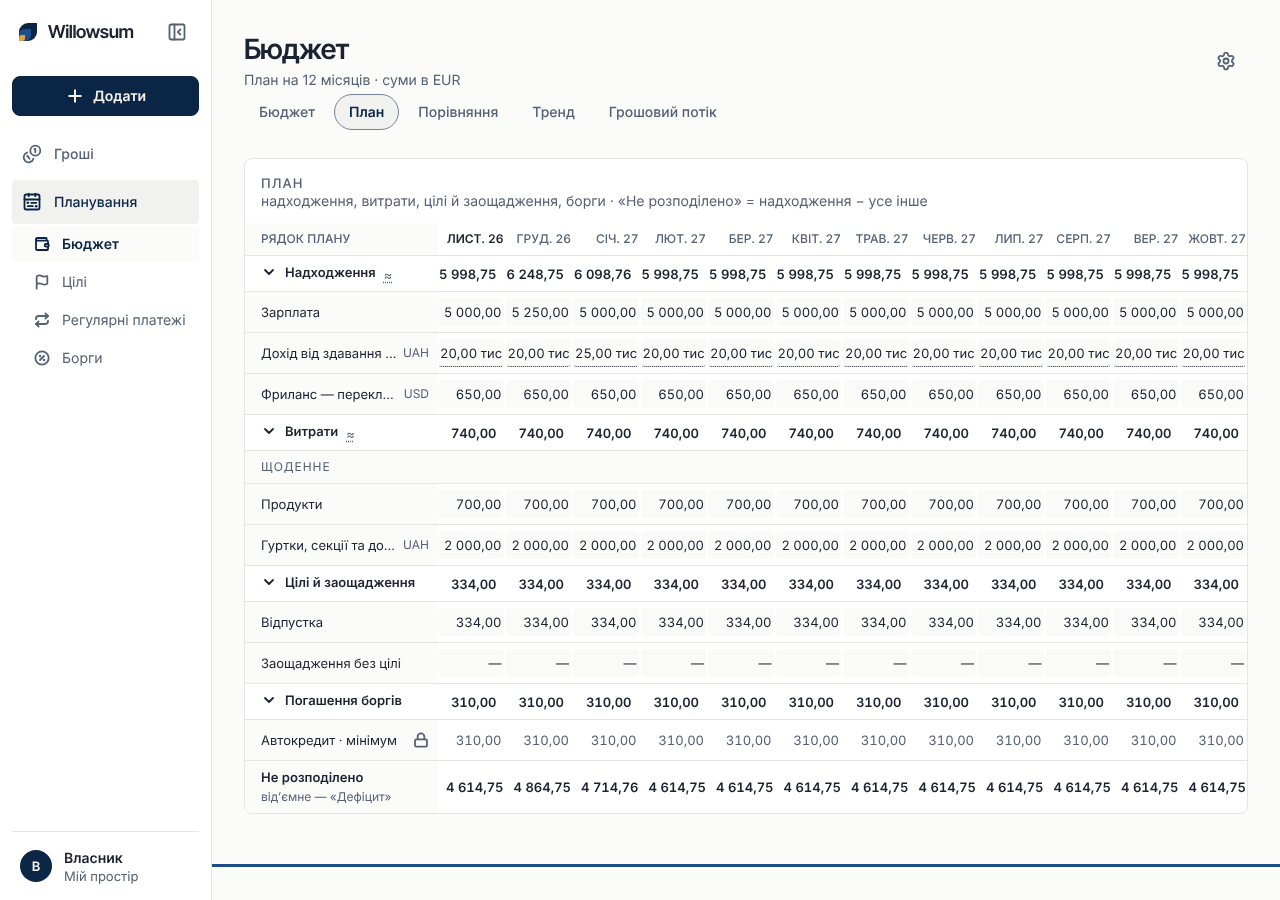 Willowsum
Додати
Гроші
Планування
Бюджет
Цілі
Регулярні платежі
Борги
В
Власник
Мій простір
Бюджет
План на 12 місяців · суми в EUR
Бюджет План Порівняння Тренд Грошовий потік
ПЛАН
надходження, витрати, цілі й заощадження, борги · «Не розподілено» = надходження − усе інше
РЯДОК ПЛАНУ ЛИСТ. 26 ГРУД. 26 СІЧ. 27 ЛЮТ. 27 БЕР. 27 КВІТ. 27 ТРАВ. 27 ЧЕРВ. 27 ЛИП. 27 СЕРП. 27 ВЕР. 27 ЖОВТ. 27
Надходження ≈ 5 998,75 6 248,75 6 098,76 5 998,75 5 998,75 5 998,75 5 998,75 5 998,75 5 998,75 5 998,75 5 998,75 5 998,75
Зарплата 5 000,00 5 250,00 5 000,00 5 000,00 5 000,00 5 000,00 5 000,00 5 000,00 5 000,00 5 000,00 5 000,00 5 000,00
Дохід від здавання ... UAH 20,00 тис 20,00 тис 25,00 тис 20,00 тис 20,00 тис 20,00 тис 20,00 тис 20,00 тис 20,00 тис 20,00 тис 20,00 тис 20,00 тис
Фриланс — перекл... USD 650,00 650,00 650,00 650,00 650,00 650,00 650,00 650,00 650,00 650,00 650,00 650,00
Витрати ≈ 740,00 740,00 740,00 740,00 740,00 740,00 740,00 740,00 740,00 740,00 740,00 740,00
ЩОДЕННЕ
Продукти 700,00 700,00 700,00 700,00 700,00 700,00 700,00 700,00 700,00 700,00 700,00 700,00
Гуртки, секції та до... UAH 2 000,00 2 000,00 2 000,00 2 000,00 2 000,00 2 000,00 2 000,00 2 000,00 2 000,00 2 000,00 2 000,00 2 000,00
Цілі й заощадження 334,00 334,00 334,00 334,00 334,00 334,00 334,00 334,00 334,00 334,00 334,00 334,00
Відпустка 334,00 334,00 334,00 334,00 334,00 334,00 334,00 334,00 334,00 334,00 334,00 334,00
Заощадження без цілі — — — — — — — — — — — —
Погашення боргів 310,00 310,00 310,00 310,00 310,00 310,00 310,00 310,00 310,00 310,00 310,00 310,00
Автокредит · мінімум 310,00 310,00 310,00 310,00 310,00 310,00 310,00 310,00 310,00 310,00 310,00 310,00
Не розподілено 4 614,75 4 864,75 4 714,76 4 614,75 4 614,75 4 614,75 4 614,75 4 614,75 4 614,75 4 614,75 4 614,75 4 614,75
від’ємне — «Дефіцит»